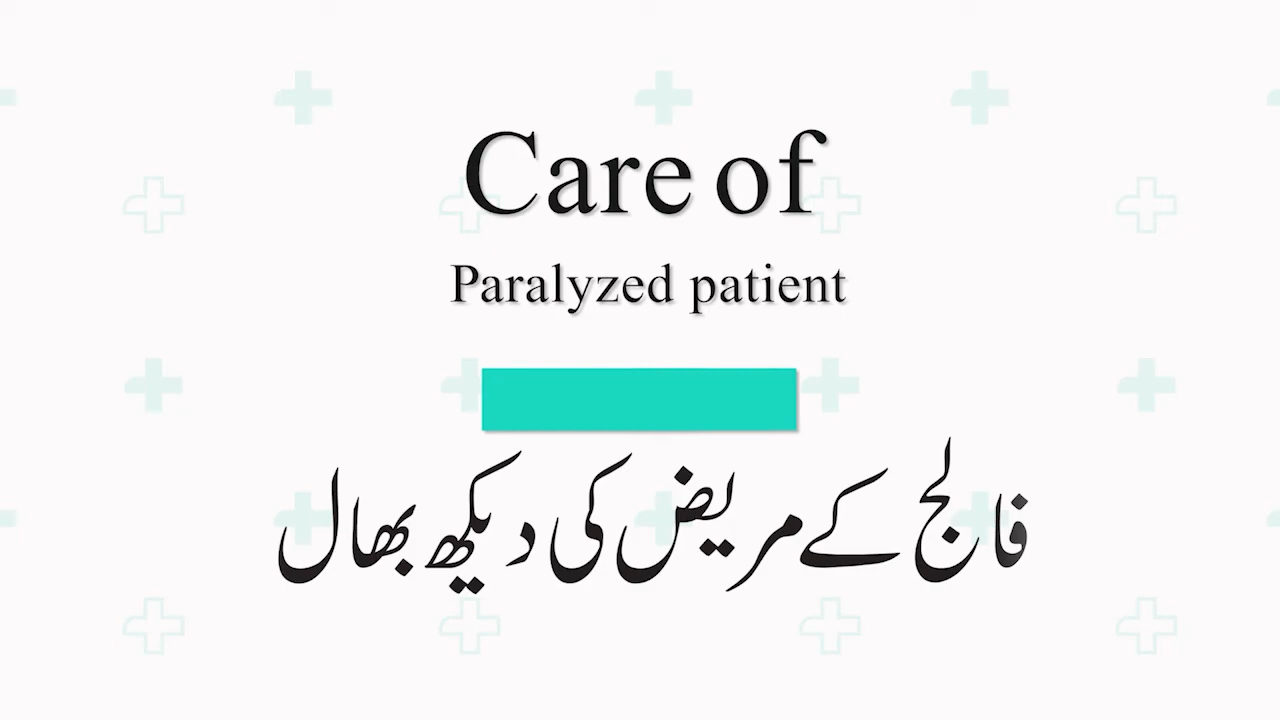 Care of
Paralyzed patient
فالج کے مریض کی دیکھ بھال